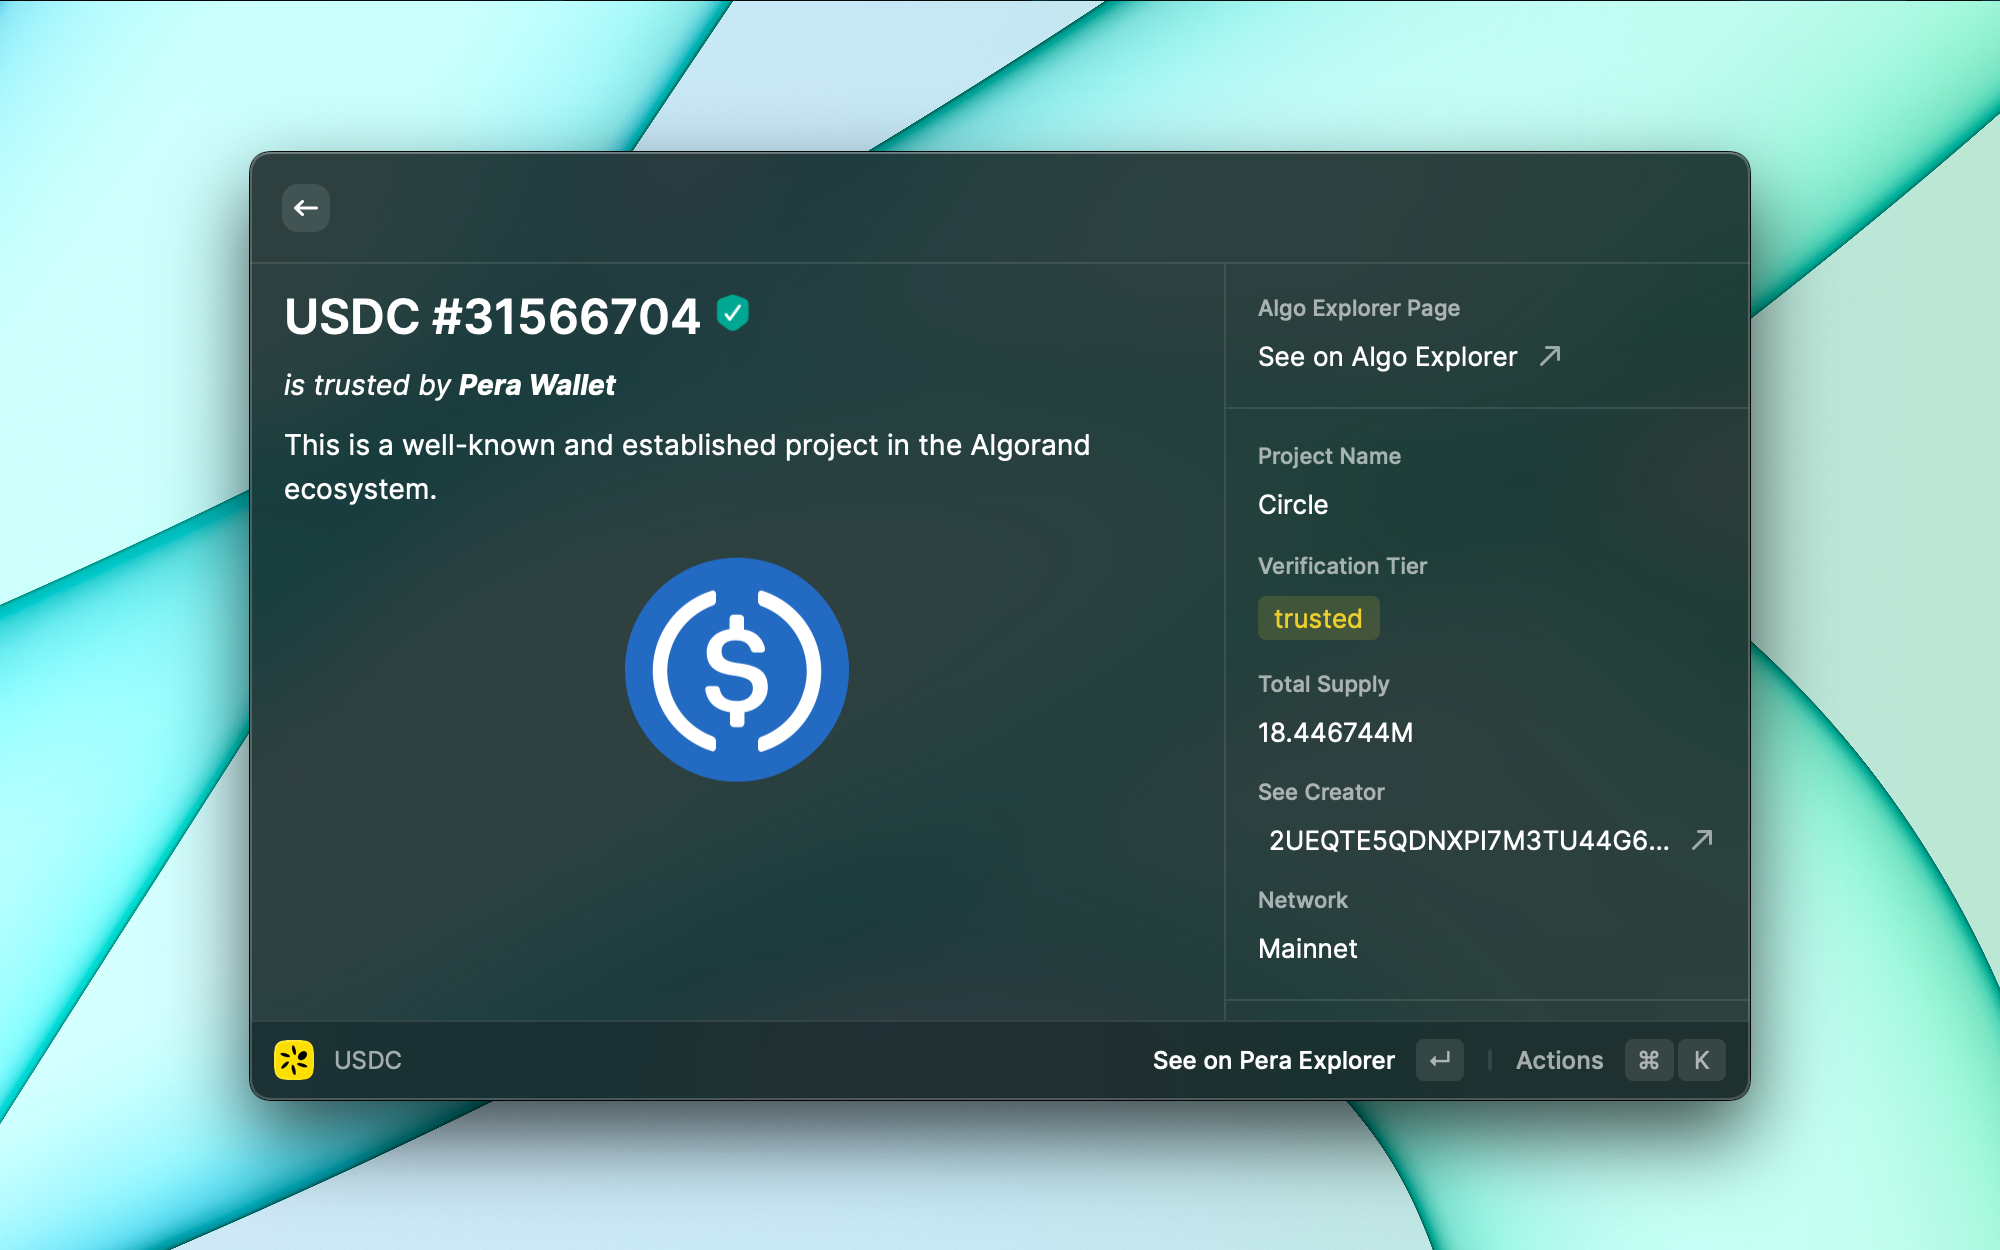 USDC #31566704
is trusted by Pera Wallet
This is a well-known and established project in the Algorand
ecosystem.
Algo Explorer Page
See on Algo Explorer
Project Name
Circle
Verification Tier
trusted
Total Supply
18.446744M
See Creator
2UEQTE5QDNXPI7M3TU44G6...
Network
Mainnet
USDC
See on Pera Explorer
Actions
⌘ K